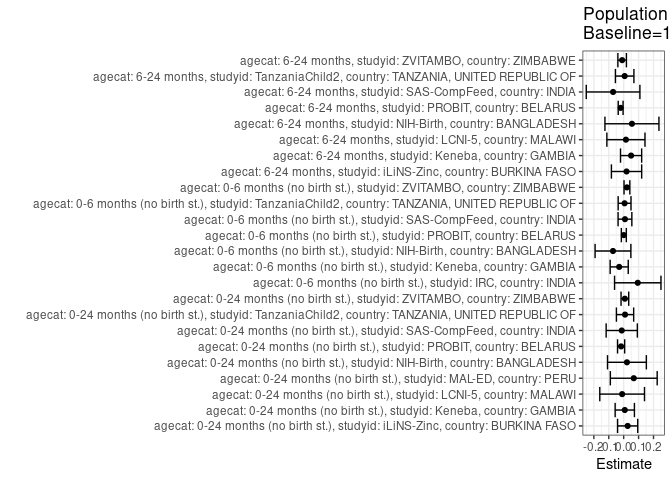 Population
Baseline=1
agecat: 6-24 months, studyid: ZVITAMBO, country: ZIMBABWE
agecat: 6-24 months, studyid: TanzaniaChild2, country: TANZANIA, UNITED REPUBLIC OF
agecat: 6-24 months, studyid: SAS-CompFeed, country: INDIA
agecat: 6-24 months, studyid: PROBIT, country: BELARUS
agecat: 6-24 months, studyid: NIH-Birth, country: BANGLADESH
agecat: 6-24 months, studyid: LCNI-5, country: MALAWI
agecat: 6-24 months, studyid: Keneba, country: GAMBIA
agecat: 6-24 months, studyid: iLiNS-Zinc, country: BURKINA FASO
agecat: 0-6 months (no birth st.), studyid: ZVITAMBO, country: ZIMBABWE
agecat: 0-6 months (no birth st.), studyid: TanzaniaChild2, country: TANZANIA, UNITED REPUBLIC OF
agecat: 0-6 months (no birth st.), studyid: SAS-CompFeed, country: INDIA
agecat: 0-6 months (no birth st.), studyid: PROBIT, country: BELARUS
agecat: 0-6 months (no birth st.), studyid: NIH-Birth, country: BANGLADESH
agecat: 0-6 months (no birth st.), studyid: Keneba, country: GAMBIA
agecat: 0-6 months (no birth st.), studyid: IRC, country: INDIA
agecat: 0-24 months (no birth st.), studyid: ZVITAMBO, country: ZIMBABWE
agecat: 0-24 months (no birth st.), studyid: TanzaniaChild2, country: TANZANIA, UNITED REPUBLIC OF
agecat: 0-24 months (no birth st.), studyid: SAS-CompFeed, country: INDIA
agecat: 0-24 months (no birth st.), studyid: PROBIT, country: BELARUS
agecat: 0-24 months (no birth st.), studyid: NIH-Birth, country: BANGLADESH
agecat: 0-24 months (no birth st.), studyid: MAL-ED, country: PERU
agecat: 0-24 months (no birth st.), studyid: LCNI-5, country: MALAWI
agecat: 0-24 months (no birth st.), studyid: Keneba, country: GAMBIA
agecat: 0-24 months (no birth st.), studyid: iLiNS-Zinc, country: BURKINA FASO
Estimate